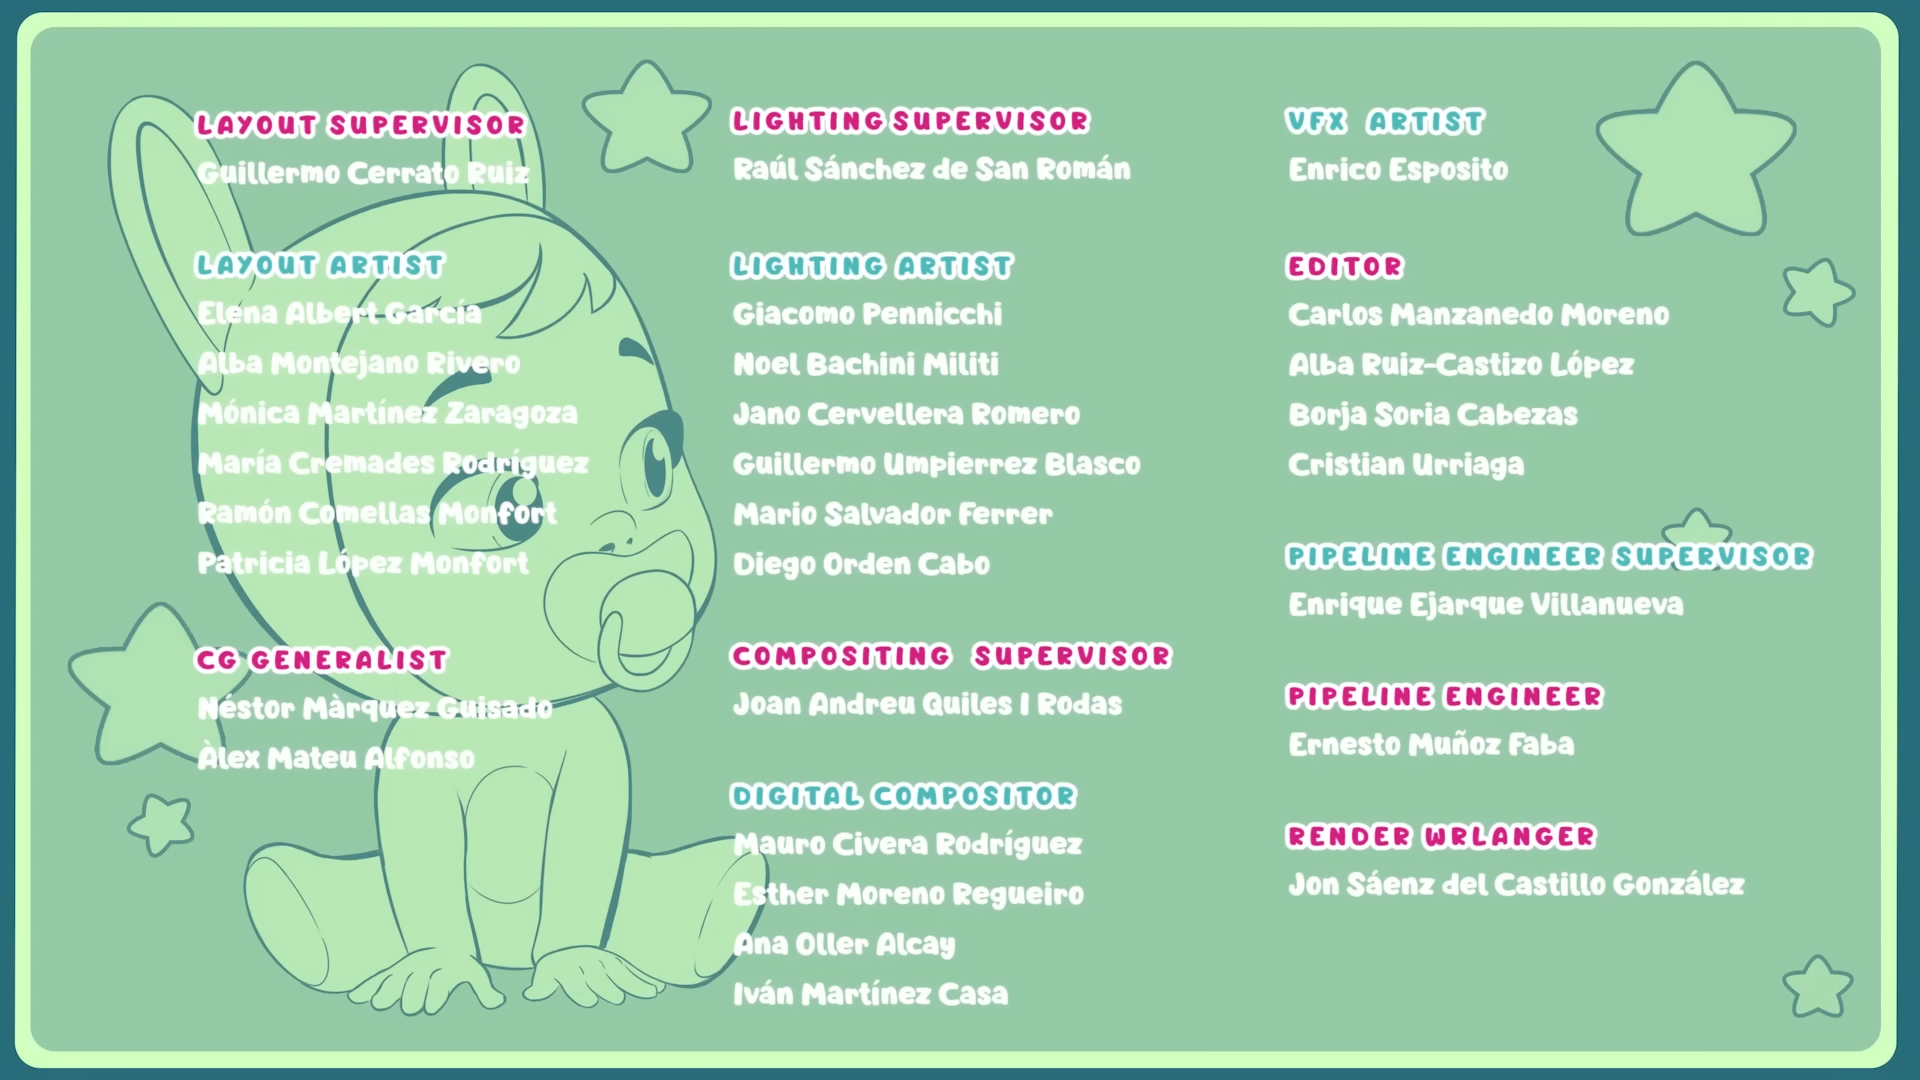 LAYOUT SUPERVISOR
Guillermo Cerrato Ruiz
LAYOUT ARTIST
Elena Albert García
Alba Montejano Rivero
Mónica Martínez Zaragoza
María Cremades Rodríguez
Ramón Comellas Monfort
Patricia López Monfort
CG GENERALIST
Néstor Màrquez Guisado
Àlex Mateu Alfonso
LIGHTING SUPERVISOR
Raúl Sánchez de San Román
LIGHTING ARTIST
Giacomo Pennicchi
Noel Bachini Militi
Jano Cervellera Romero
Guillermo Umpierrez Blasco
Mario Salvador Ferrer
Diego Orden Cabo
COMPOSITING SUPERVISOR
Joan Andreu Quiles I Rodas
DIGITAL COMPOSITOR
Mauro Civera Rodríguez
Esther Moreno Regueiro
Ana Oller Alcay
Iván Martínez Casa
VFX ARTIST
Enrico Esposito
EDITOR
Carlos Manzanedo Moreno
Alba Ruiz-Castizo López
Borja Soria Cabezas
Cristian Urriaga
PIPELINE ENGINEER SUPERVISOR
Enrique Ejarque Villanueva
PIPELINE ENGINEER
Ernesto Muñoz Faba
RENDER WRLANGER
Jon Sáenz del Castillo González